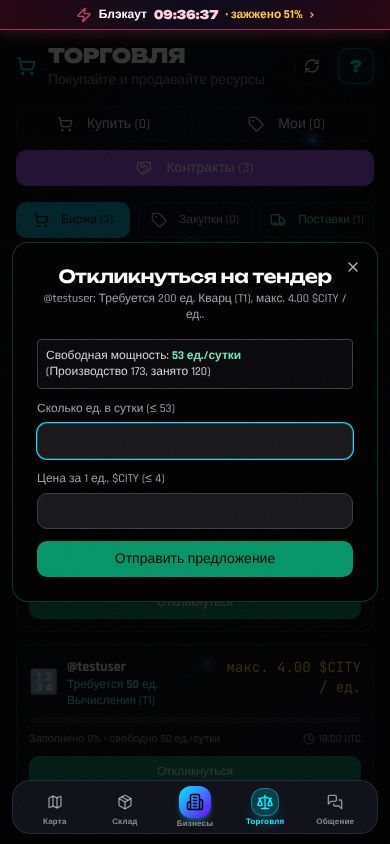 Блэкаут 09:36:37 · зажжено 51% ›
ТОРГОВЛЯ
Покупайте и продавайте ресурсы
?
Купить (0)
Мои (0)
Контракты (3)
Биржа (3)
Закупки (0)
Поставки (1)
Откликнуться на тендер
@testuser: Требуется 200 ед. Кварц (T1), макс. 4.00 $CITY /
ед..
Свободная мощность: 53 ед./сутки
(Производство 173, занято 120)
Сколько ед. в сутки (≤ 53)
Цена за 1 ед., $CITY (≤ 4)
Отправить предложение
Откликнуться
@testuser
макс. 4.00 $CITY
/ ед.
Требуется 50 ед.
Вычисления (T1)
Заполнено 0% · свободно 50 ед./сутки
18:00 UTC
Откликнуться
Карта
Склад
Бизнесы
Торговля
Общение